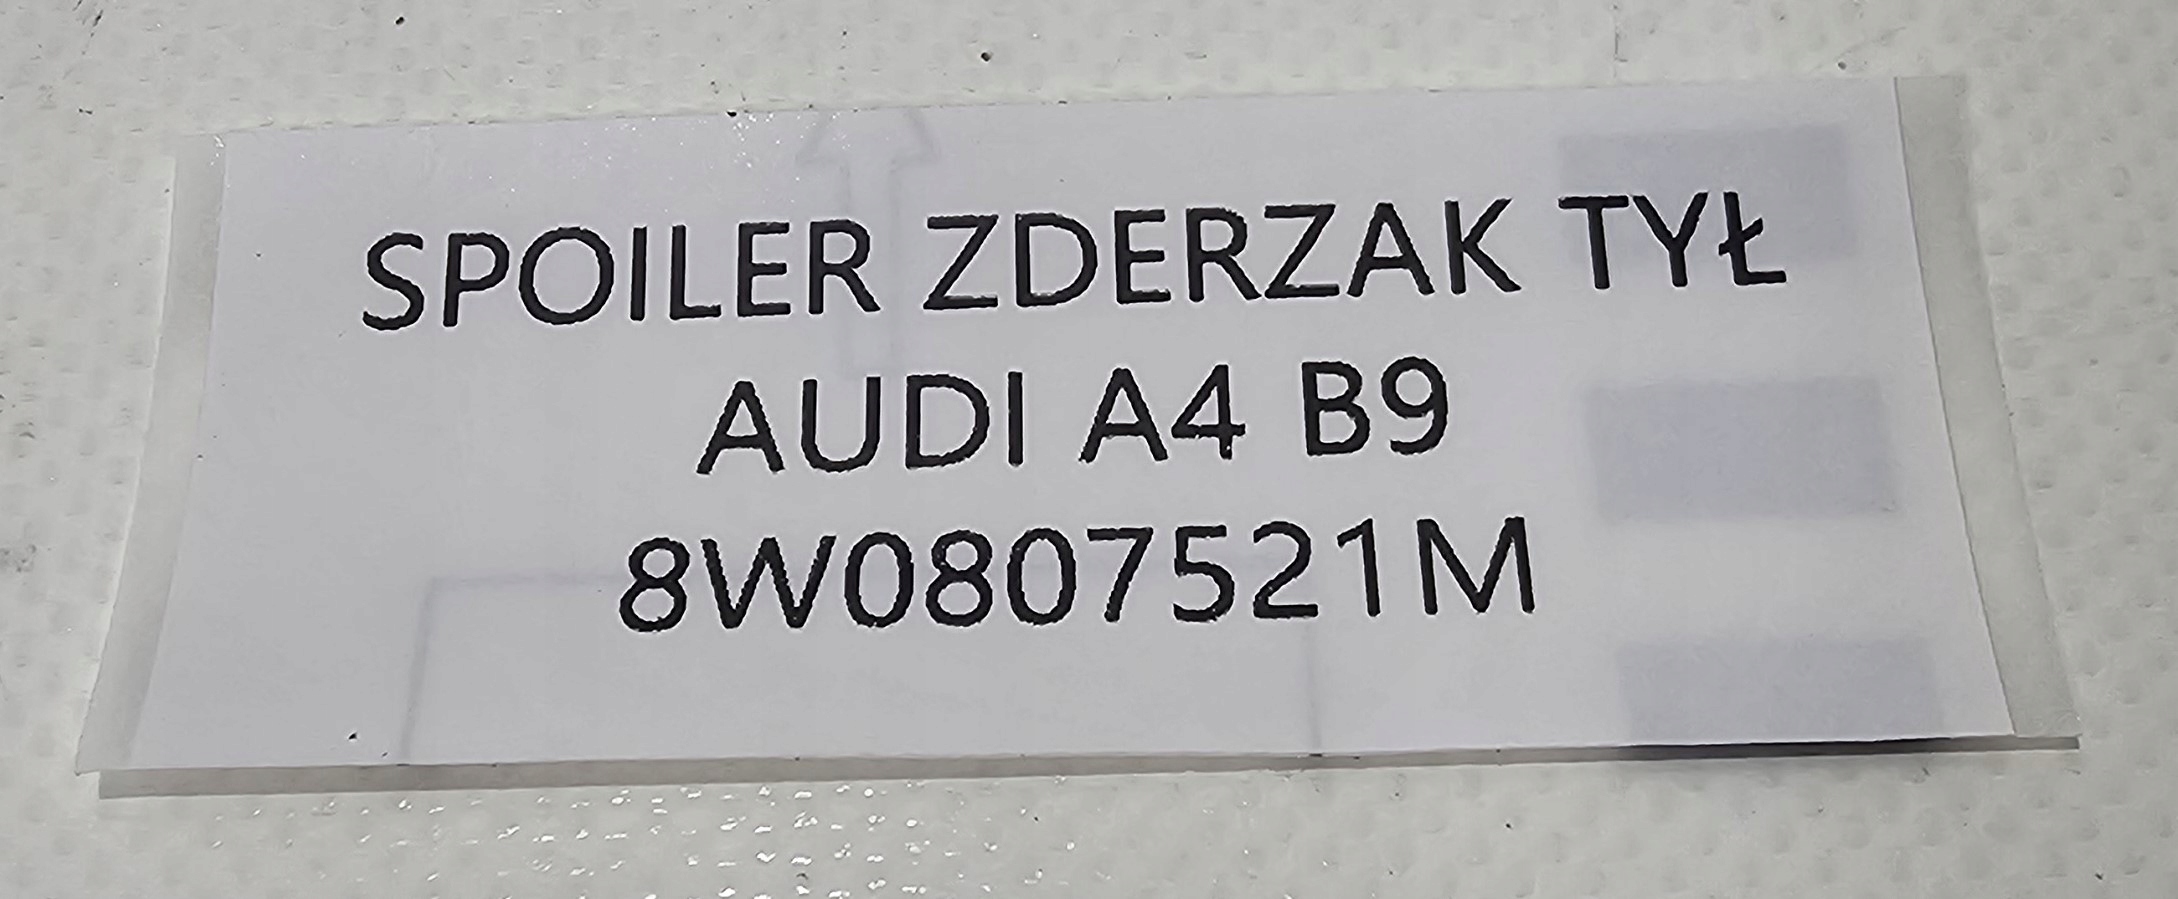 SPOILER ZDERZAK TYŁ
AUDI A4 B9
8W0807521M